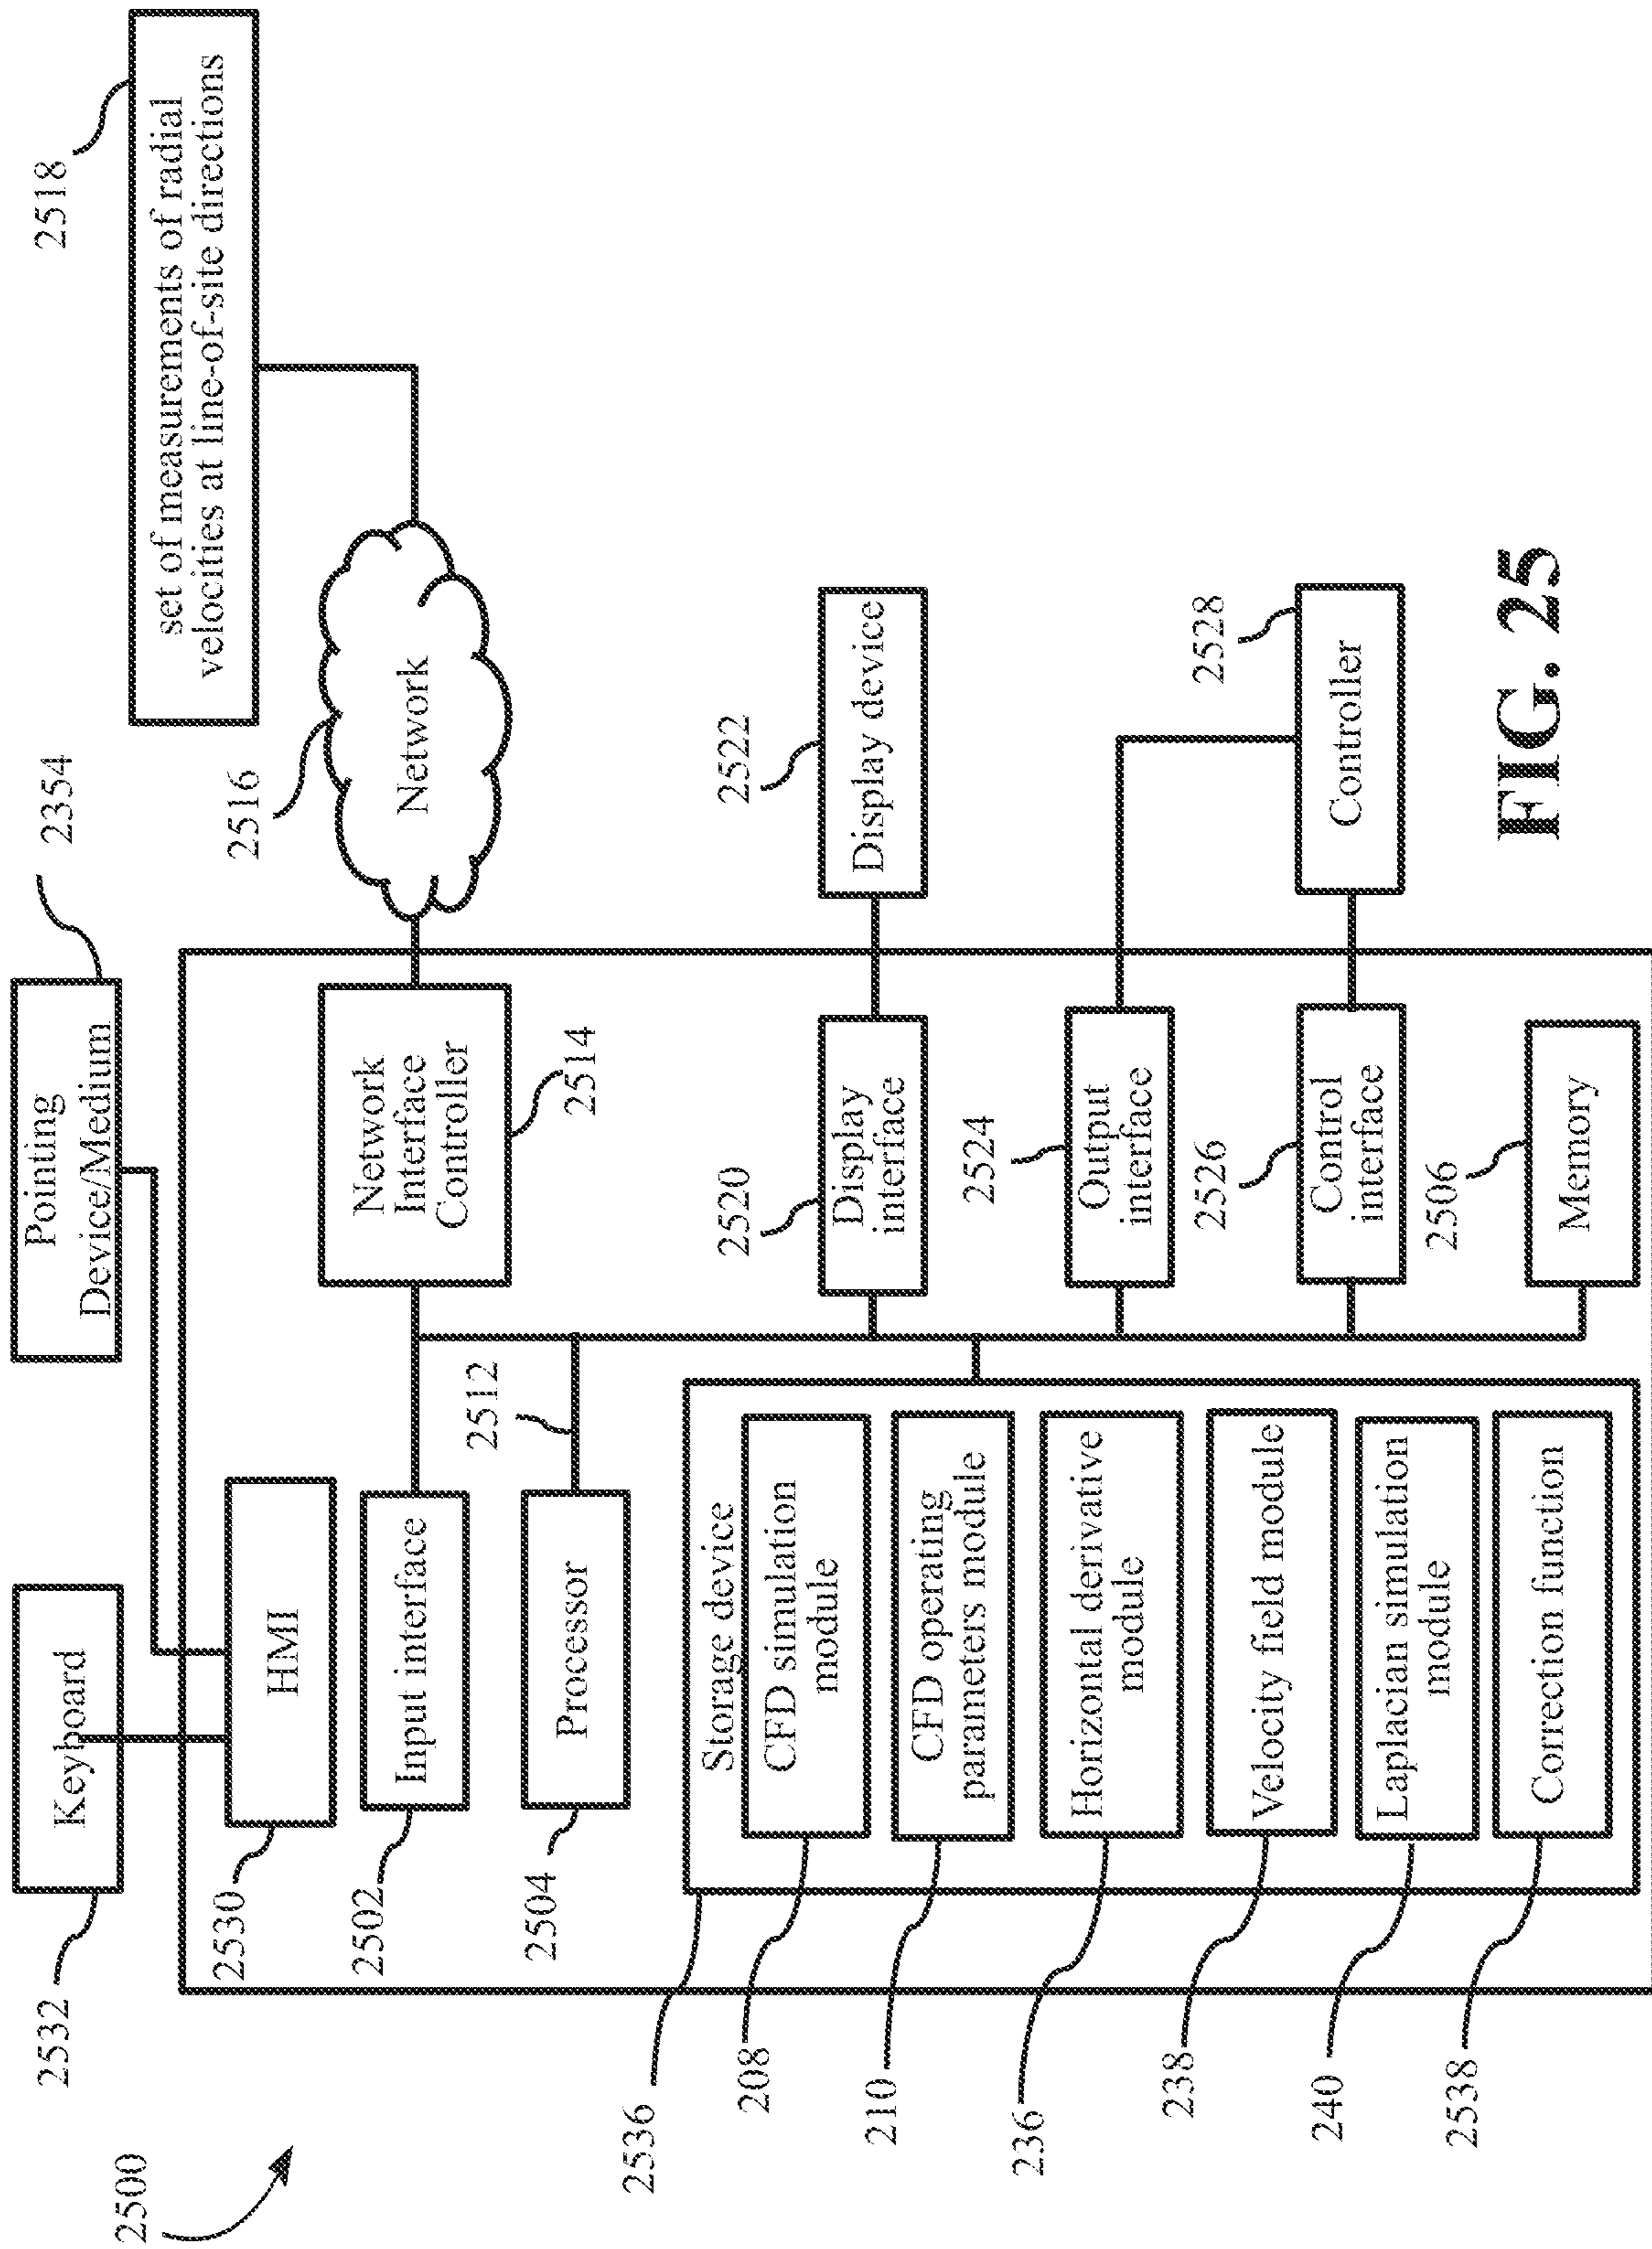 2500
2532
Keyboard
Pointing
Device/Medium
2354
2518
set of measurements of radial
velocities at line-of-site directions
2530
HMI
2502
Input interface
2504
Processor
2512
Network
Interface
Controller
2514
2516
Network
2536
Storage device
208
CFD simulation
module
210
CFD operating
parameters module
236
Horizontal derivative
module
238
Velocity field module
240
Laplacian simulation
module
2538
Correction function
2520
Display
interface
2522
Display device
2524
Output
interface
2526
Control
interface
2528
Controller
2506
Memory
FIG. 25